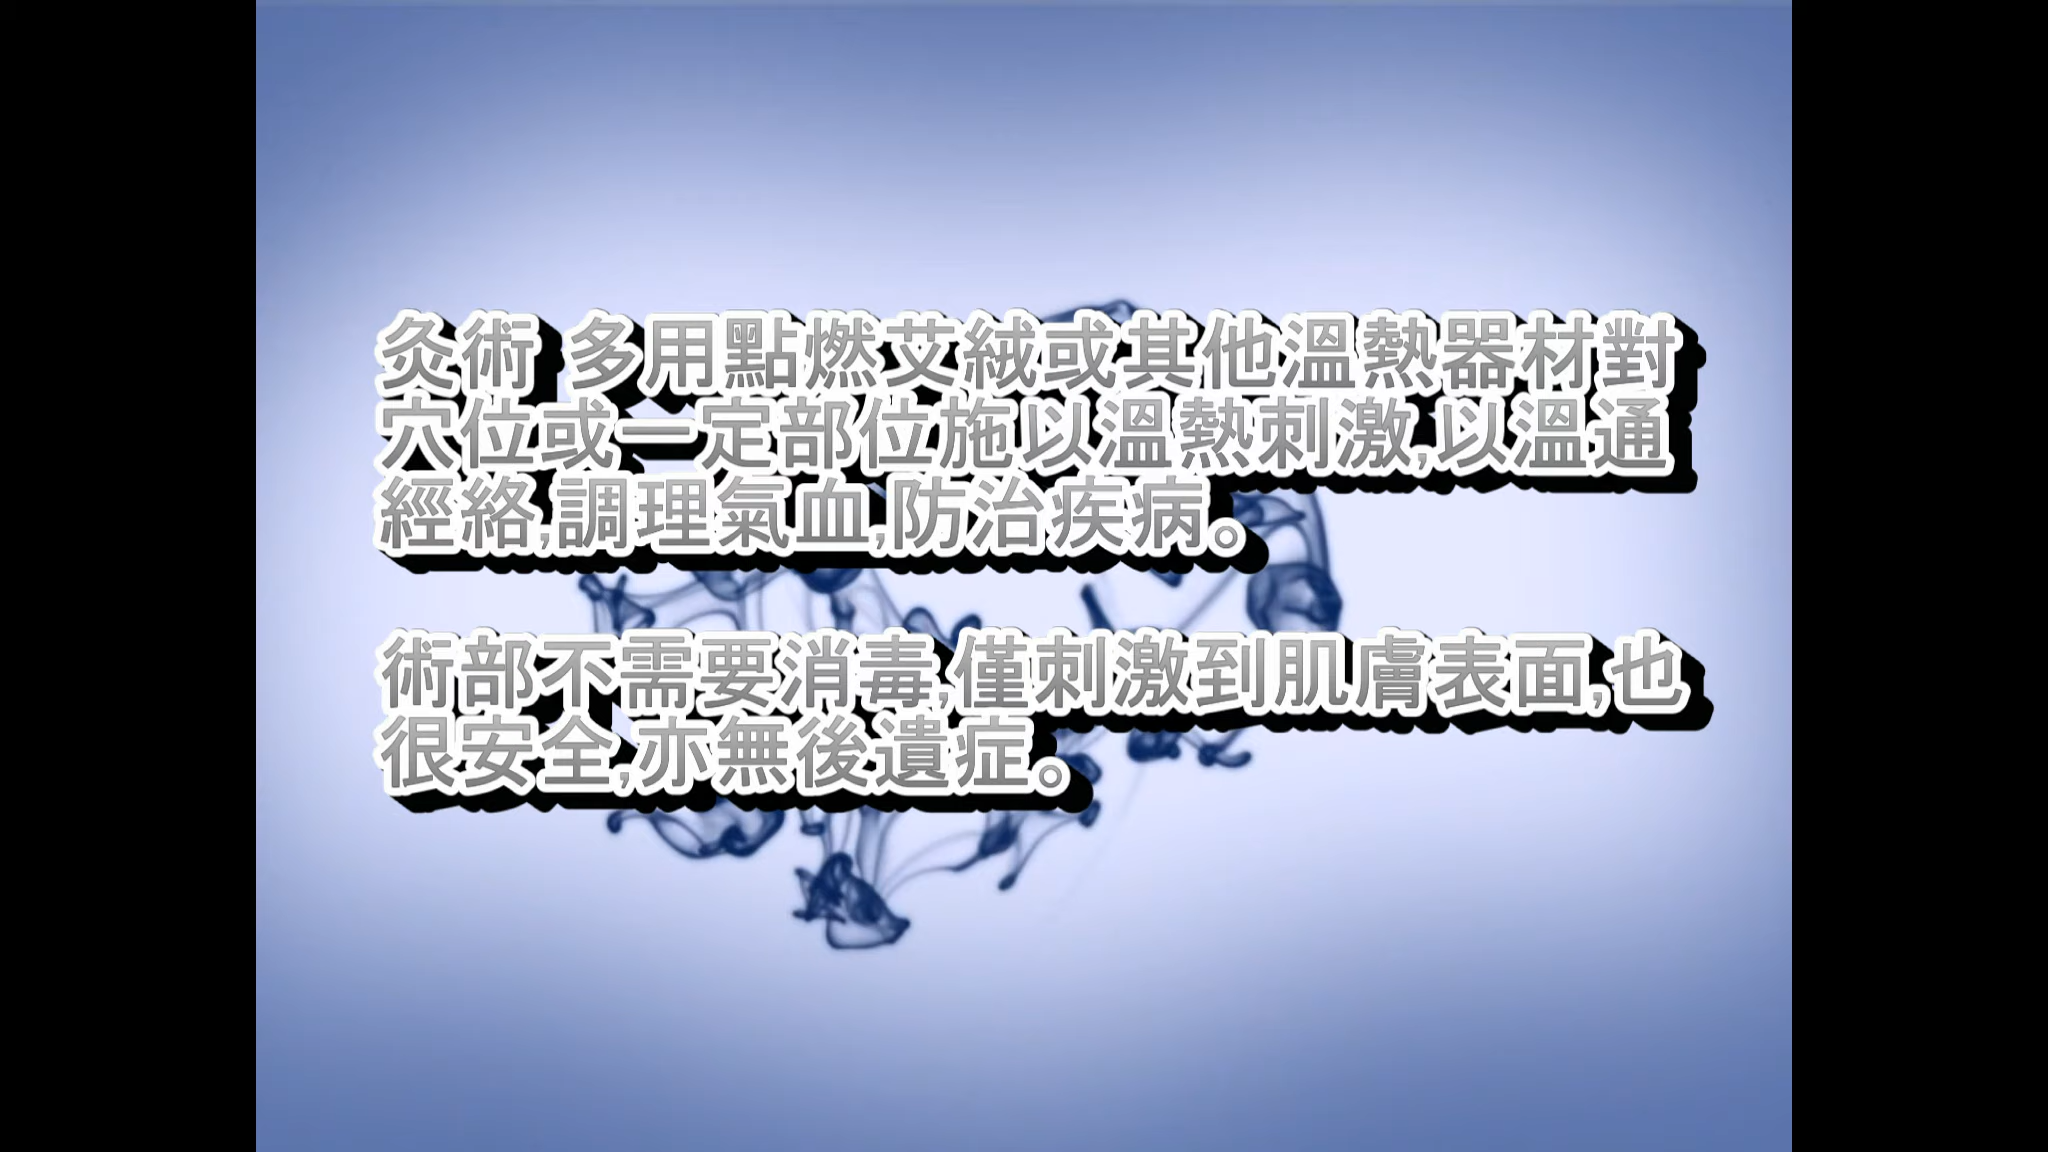 灸術 多用點燃艾絨或其他溫熱器材對
穴位或一定部位施以溫熱刺激,以溫通
經絡,調理氣血,防治疾病。
術部不需要消毒,僅刺激到肌膚表面,也
很安全,亦無後遺症。